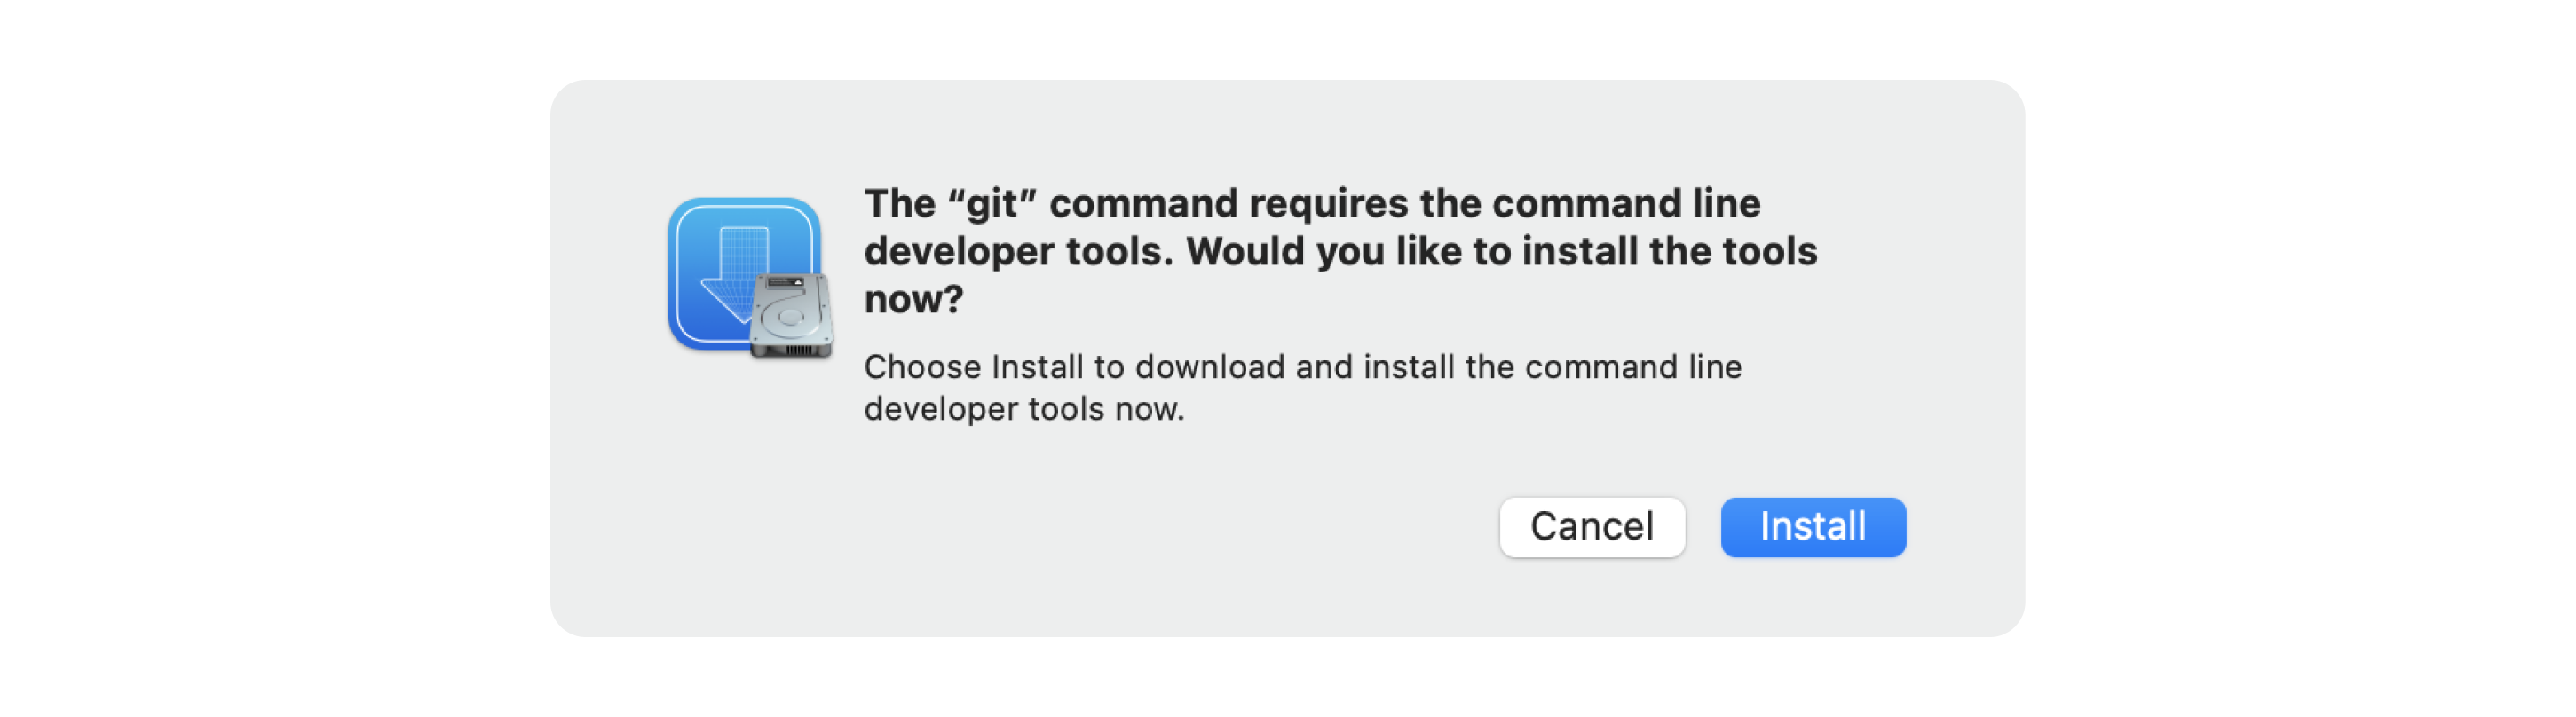 The “git” command requires the command line
developer tools. Would you like to install the tools
now?
Choose Install to download and install the command line
developer tools now.
Cancel
Install